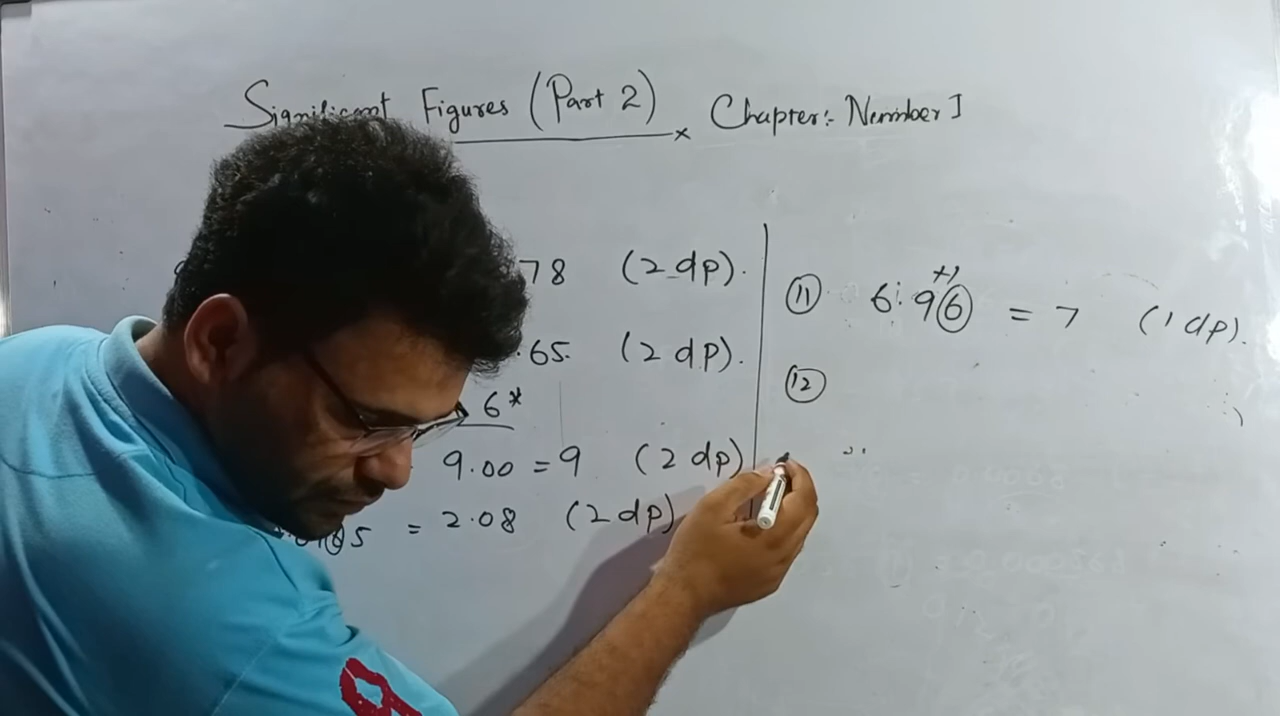 Significant Figures (Part 2) Chapter:- Number I
78 (2 dp).
.65. (2 dp).
6*
9.00 = 9 (2 dp)
5 = 2.08 (2 dp)
+1
(11) 6.96 = 7 (1 dp).
(12)